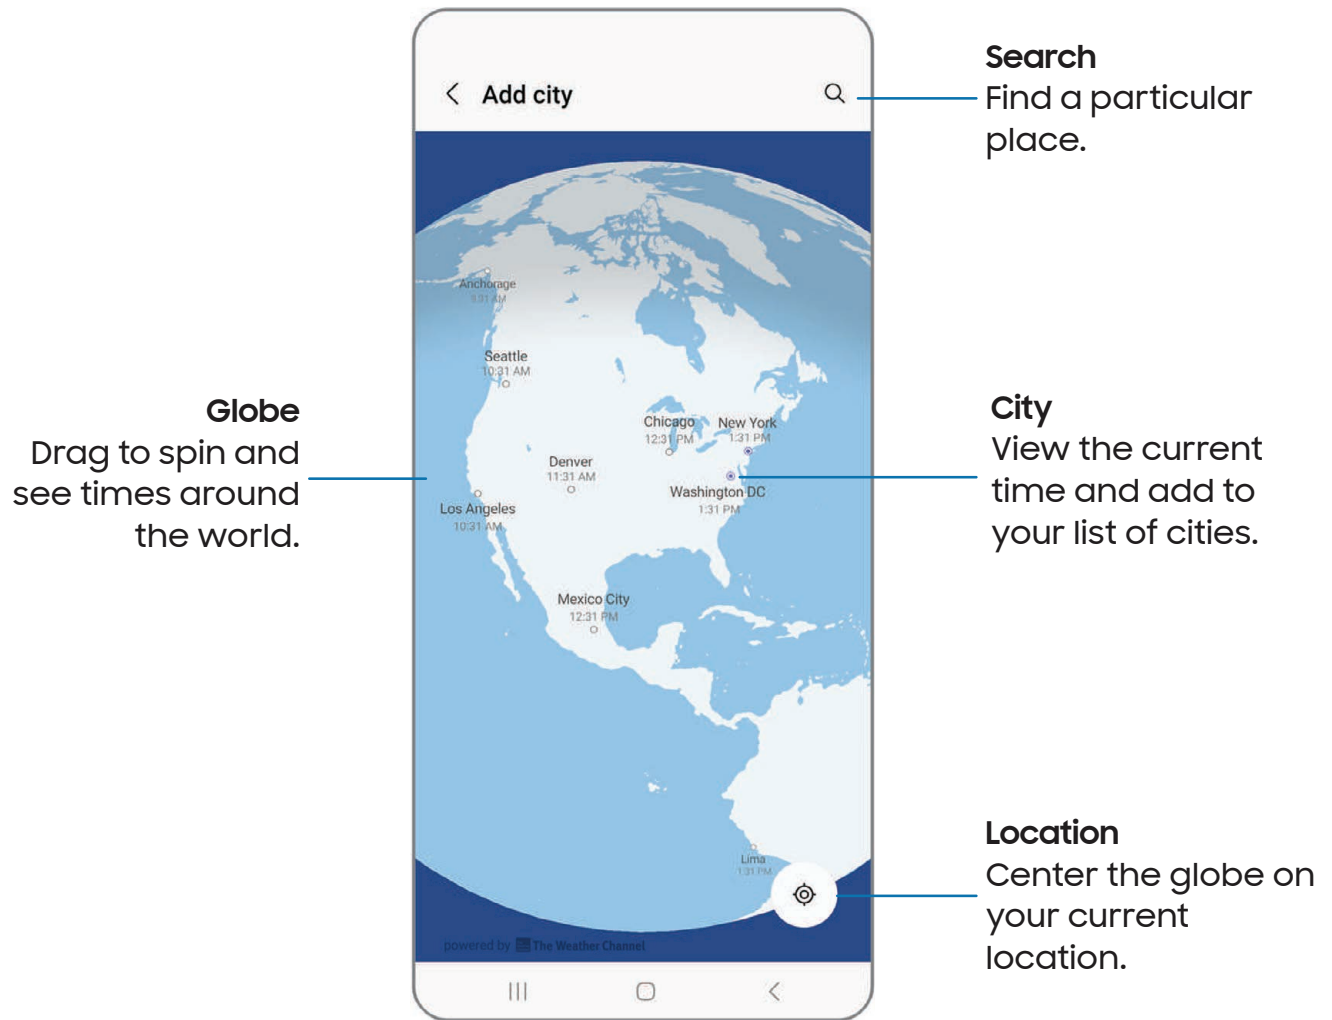 Add city
Search
Find a particular
place.
Anchorage
9:31 AM
Seattle
10:31 AM
Chicago
12:31 PM
New York
1:31 PM
Denver
11:31 AM
Washington DC
1:31 PM
Los Angeles
10:31 AM
Mexico City
12:31 PM
Lima
1:31 PM
powered by The Weather Channel
Globe
Drag to spin and
see times around
the world.
City
View the current
time and add to
your list of cities.
Location
Center the globe on
your current
location.